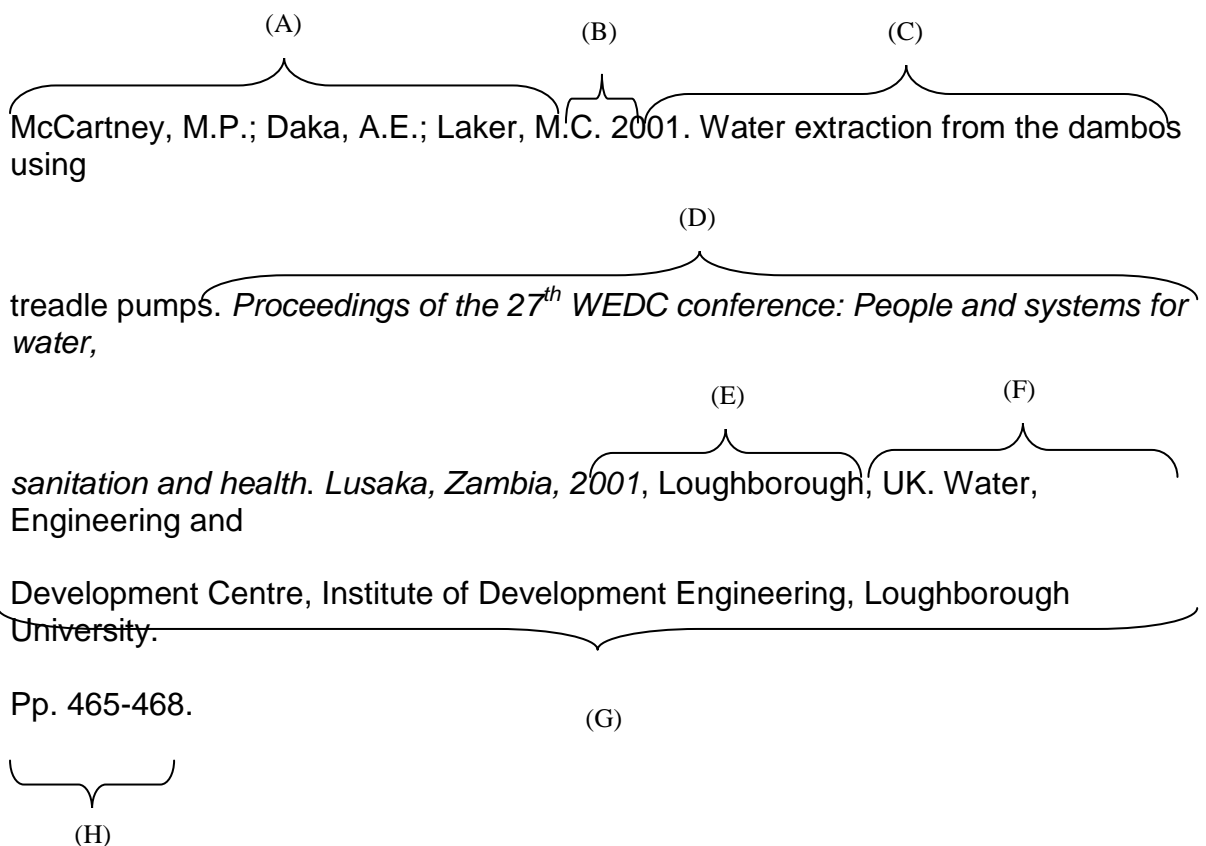 (A) (B) (C)
McCartney, M.P.; Daka, A.E.; Laker, M.C. 2001. Water extraction from the dambos
using
(D)
treadle pumps. Proceedings of the 27th WEDC conference: People and systems for
water,
(E) (F)
sanitation and health. Lusaka, Zambia, 2001, Loughborough, UK. Water,
Engineering and
Development Centre, Institute of Development Engineering, Loughborough
University.
Pp. 465-468.
(G)
(H)